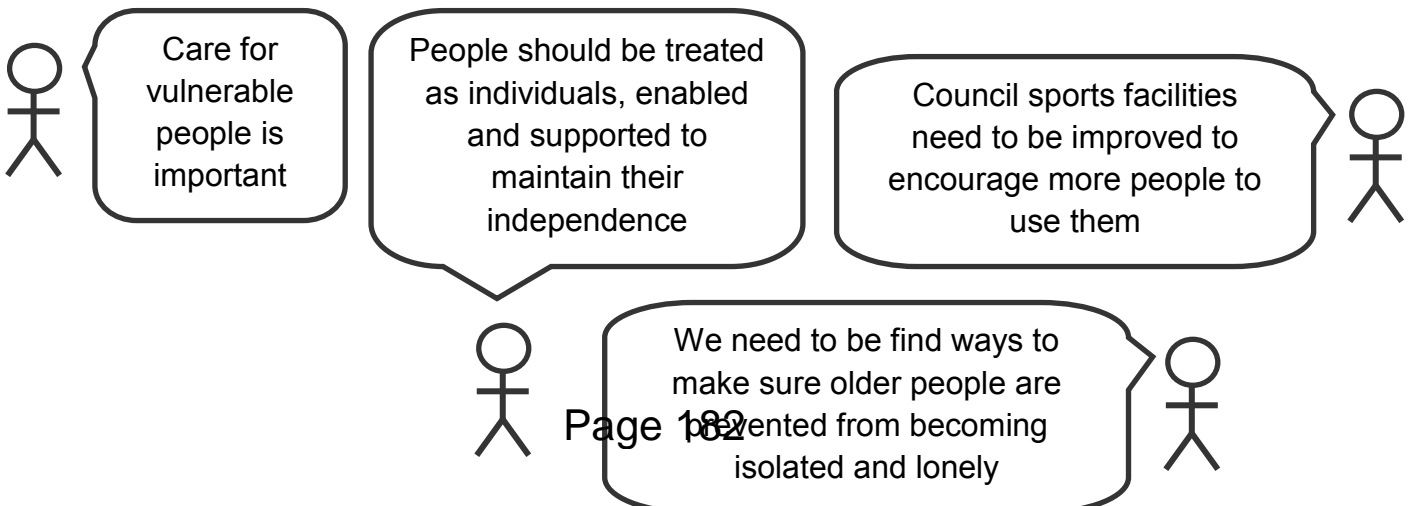 Care for
vulnerable
people is
important
People should be treated
as individuals, enabled
and supported to
maintain their
independence
Council sports facilities
need to be improved to
encourage more people to
use them
We need to be find ways to
make sure older people are
prevented from becoming
isolated and lonely
Page 182